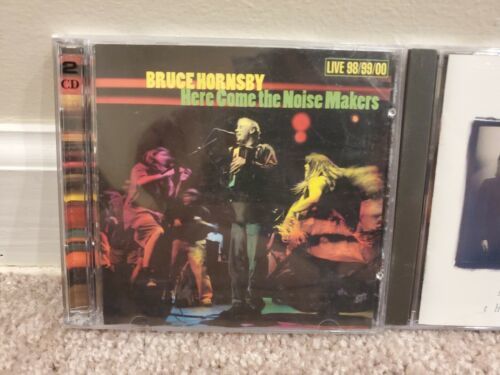 2
CD
BRUCE HORNSBY
LIVE 98/99/00
Here Come the Noise Makers